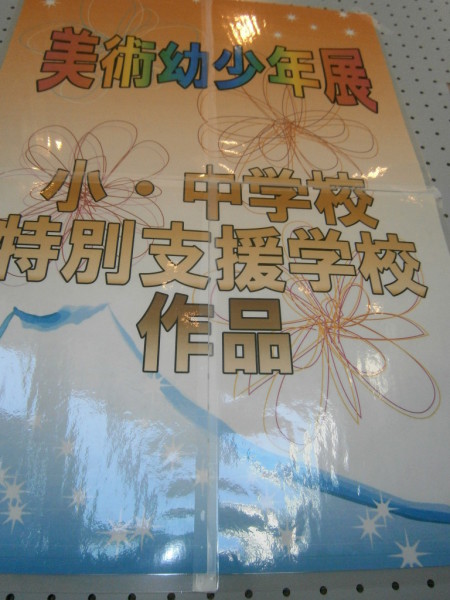 美術幼少年展
小・中学校
特別支援学校
作品